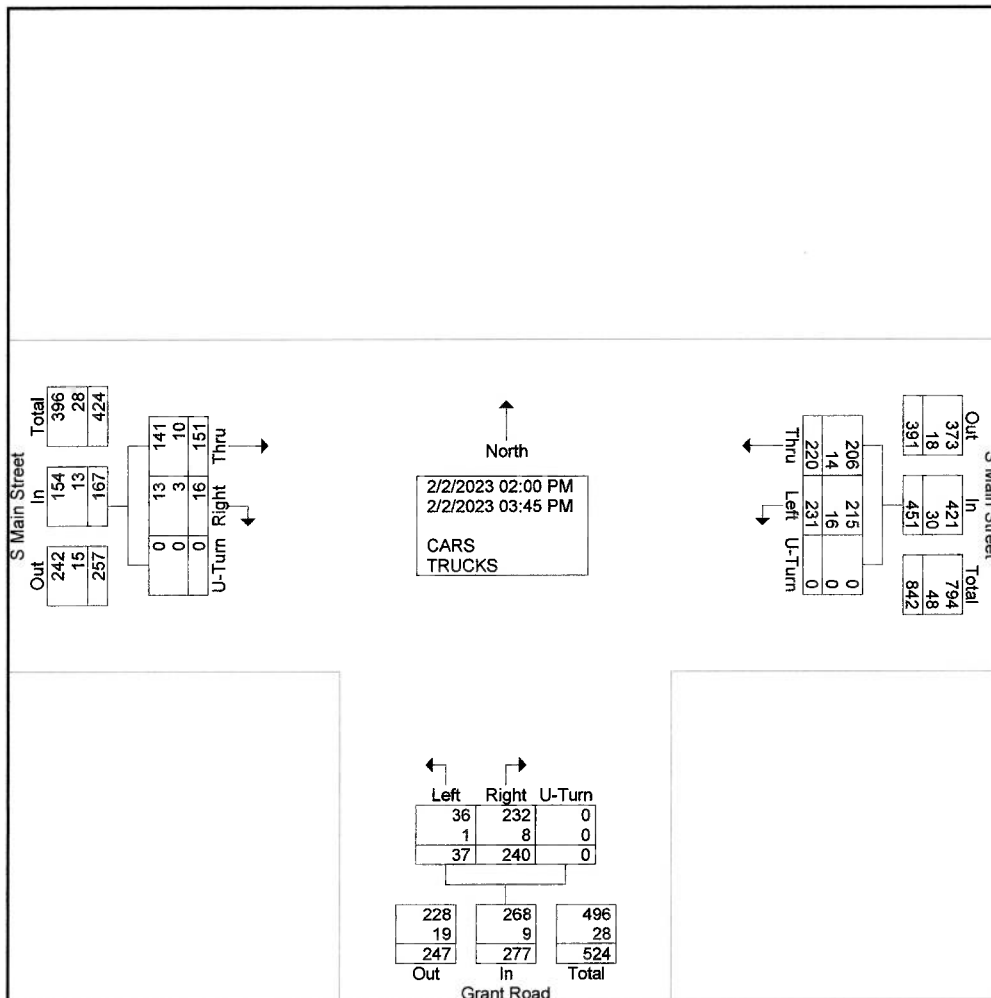 North
2/2/2023 02:00 PM
2/2/2023 03:45 PM
CARS
TRUCKS
S Main Street
Total
396
28
424
In
154
13
167
Out
242
15
257
Thru
141
10
151
Right
13
3
16
U-Turn
0
0
0
S Main Street
Out
373
18
391
In
421
30
451
Total
794
48
842
Thru
206
14
220
Left
215
16
231
U-Turn
0
0
0
Left Right U-Turn
36 232 0
1 8 0
37 240 0
228 268 496
19 9 28
247 277 524
Out In Total
Grant Road